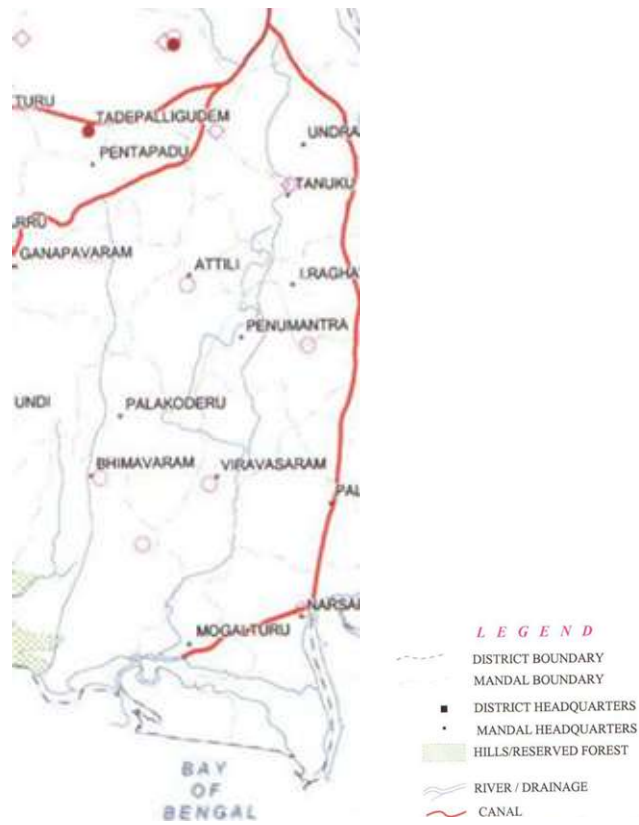 TURU
TADEPALLIGUDEM
UNDRA
PENTAPADU
TANUKU
RRU
GANAPAVARAM
ATTILI
I.RAGHA
PENUMANTRA
UNDI
PALAKODERU
BHIMAVARAM
VIRAVASARAM
PAL
NARSA
MOGALTURU
BAY
OF
BENGAL
LEGEND
DISTRICT BOUNDARY
MANDAL BOUNDARY
DISTRICT HEADQUARTERS
MANDAL HEADQUARTERS
HILLS/RESERVED FOREST
RIVER / DRAINAGE
CANAL